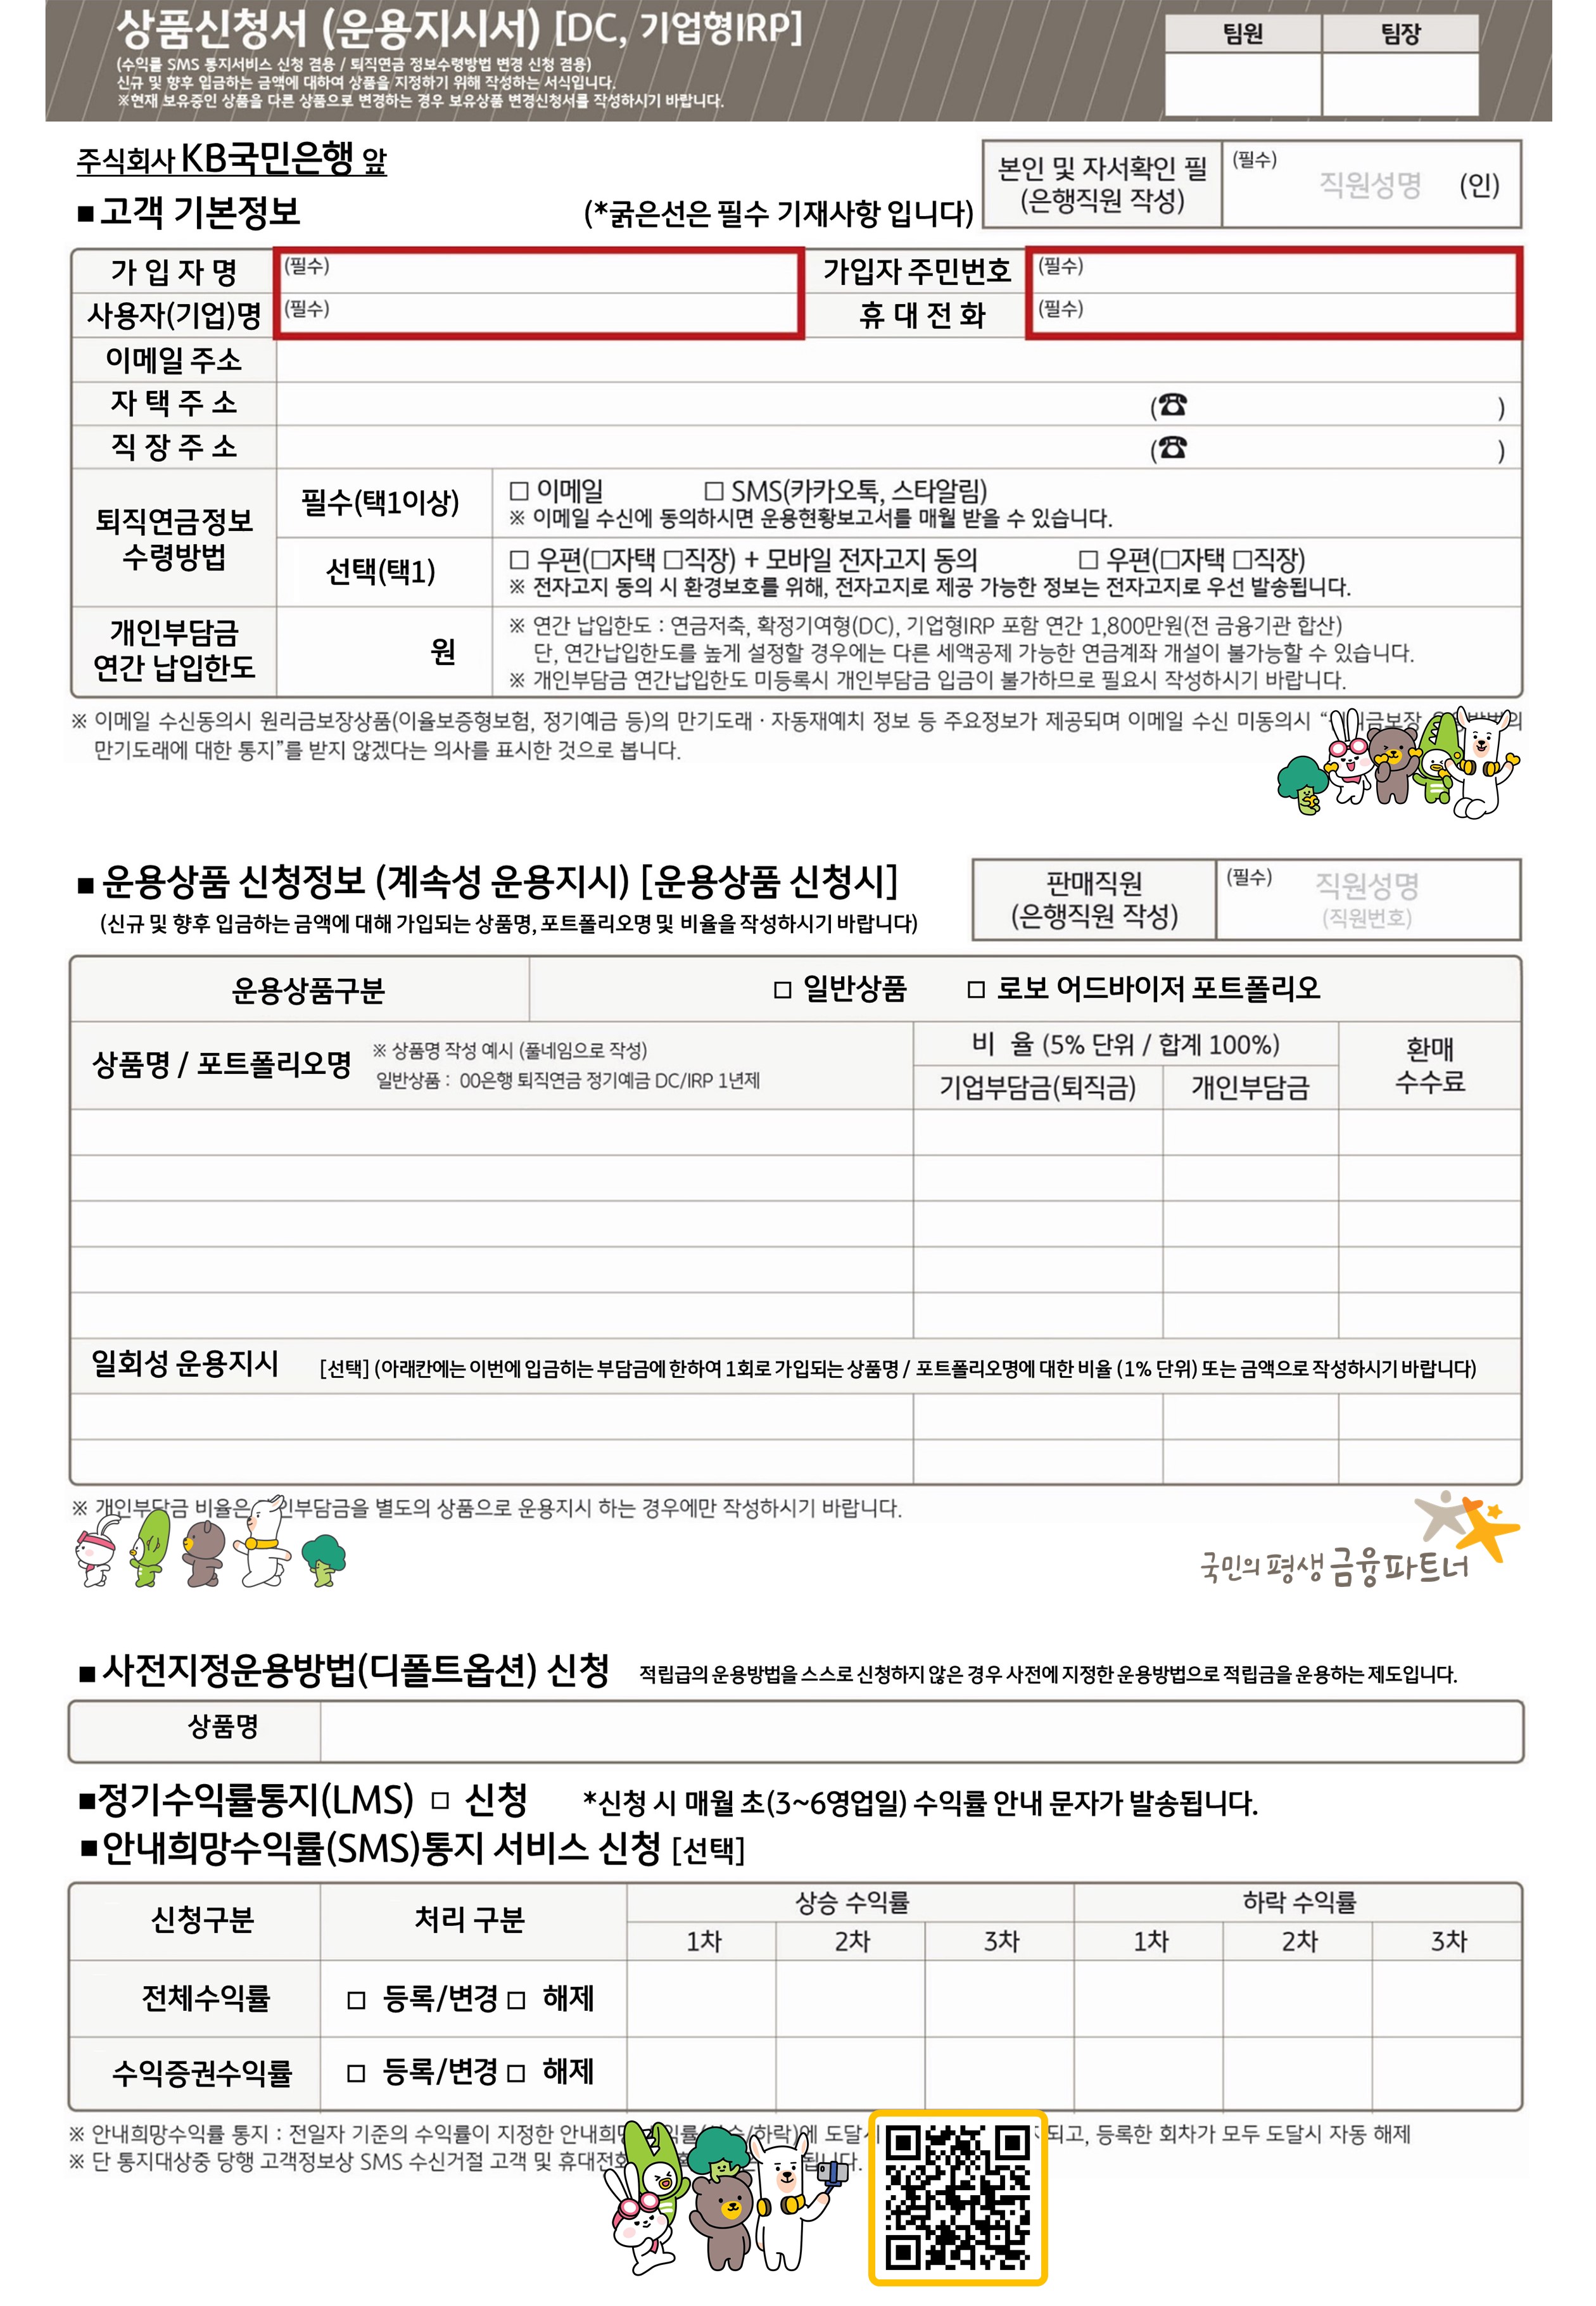 상품신청서 (운용지시서) [DC, 기업형IRP]
(수익률 SMS 통지서비스 신청 겸용 / 퇴직연금 정보수령방법 변경 신청 겸용)
신규 및 향후 입금하는 금액에 대하여 상품을 지정하기 위해 작성하는 서식입니다.
※현재 보유중인 상품을 다른 상품으로 변경하는 경우 보유상품 변경신청서를 작성하시기 바랍니다.
팀원 팀장
주식회사 KB국민은행 앞
본인 및 자서확인 필 (필수) 직원성명 (인)
(은행직원 작성)
■ 고객 기본정보 (*굵은선은 필수 기재사항 입니다)
가 입 자 명 (필수) 가입자 주민번호 (필수)
사용자(기업)명 (필수) 휴 대 전 화 (필수)
이메일 주소
자 택 주 소 (☎ )
직 장 주 소 (☎ )
퇴직연금정보
수령방법
필수(택1이상) □ 이메일 □ SMS(카카오톡, 스타알림)
※ 이메일 수신에 동의하시면 운용현황보고서를 매월 받을 수 있습니다.
선택(택1) □ 우편(□자택 □직장) + 모바일 전자고지 동의 □ 우편(□자택 □직장)
※ 전자고지 동의 시 환경보호를 위해, 전자고지로 제공 가능한 정보는 전자고지로 우선 발송됩니다.
개인부담금
연간 납입한도
원
※ 연간 납입한도 : 연금저축, 확정기여형(DC), 기업형IRP 포함 연간 1,800만원(전 금융기관 합산)
단, 연간납입한도를 높게 설정할 경우에는 다른 세액공제 가능한 연금계좌 개설이 불가능할 수 있습니다.
※ 개인부담금 연간납입한도 미등록시 개인부담금 입금이 불가하므로 필요시 작성하시기 바랍니다.
※ 이메일 수신동의시 원리금보장상품(이율보증형보험, 정기예금 등)의 만기도래 · 자동재예치 정보 등 주요정보가 제공되며 이메일 수신 미동의시
만기도래에 대한 통지”를 받지 않겠다는 의사를 표시한 것으로 봅니다.
■ 운용상품 신청정보 (계속성 운용지시) [운용상품 신청시]
(신규 및 향후 입금하는 금액에 대해 가입되는 상품명, 포트폴리오명 및 비율을 작성하시기 바랍니다)
판매직원 (필수) 직원성명
(은행직원 작성) (직원번호)
운용상품구분 □ 일반상품 □ 로보 어드바이저 포트폴리오
상품명 / 포트폴리오명
※ 상품명 작성 예시 (풀네임으로 작성)
일반상품 : 00은행 퇴직연금 정기예금 DC/IRP 1년제
비 율 (5% 단위 / 합계 100%)
기업부담금(퇴직금) 개인부담금
환매
수수료
일회성 운용지시 [선택] (아래칸에는 이번에 입금히는 부담금에 한하여 1회로 가입되는 상품명 / 포트폴리오명에 대한 비율 (1% 단위) 또는 금액으로 작성하시기 바랍니다)
※ 개인부담금 비율은 인부담금을 별도의 상품으로 운용지시 하는 경우에만 작성하시기 바랍니다.
국민의 평생 금융파트너
■ 사전지정운용방법(디폴트옵션) 신청 적립급의 운용방법을 스스로 신청하지 않은 경우 사전에 지정한 운용방법으로 적립금을 운용하는 제도입니다.
상품명
■정기수익률통지(LMS) □ 신청 *신청 시 매월 초(3~6영업일) 수익률 안내 문자가 발송됩니다.
■안내희망수익률(SMS)통지 서비스 신청 [선택]
신청구분 처리 구분 상승 수익률 하락 수익률
1차 2차 3차 1차 2차 3차
전체수익률 □ 등록/변경 □ 해제
수익증권수익률 □ 등록/변경 □ 해제
※ 안내희망수익률 통지 : 전일자 기준의 수익률이 지정한 도달시 되고, 등록한 회차가 모두 도달시 자동 해제
※ 단 통지대상중 당행 고객정보상 SMS 수신거절 고객 및